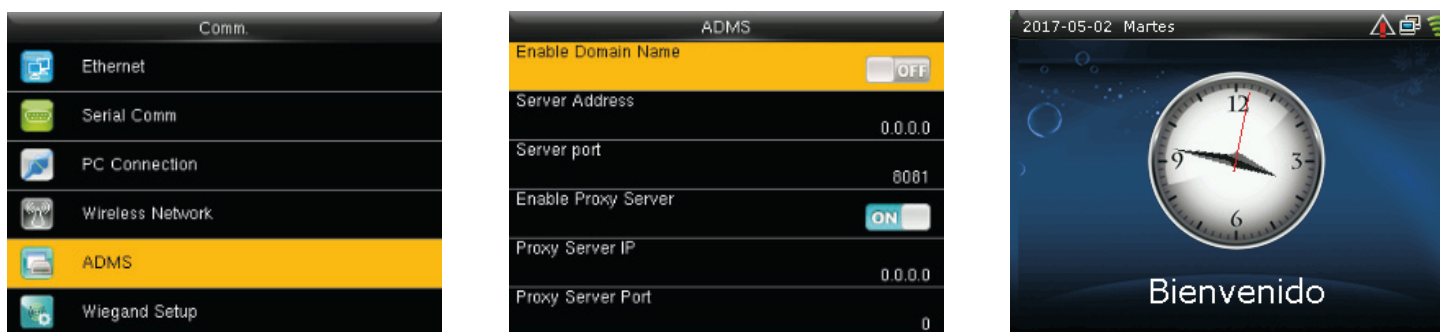 Comm.
Ethernet
Serial Comm
PC Connection
Wireless Network
ADMS
Wiegand Setup
ADMS
Enable Domain Name
OFF
Server Address
0.0.0.0
Server port
8081
Enable Proxy Server
ON
Proxy Server IP
0.0.0.0
Proxy Server Port
0
2017-05-02 Martes
12
9
3
6
Bienvenido